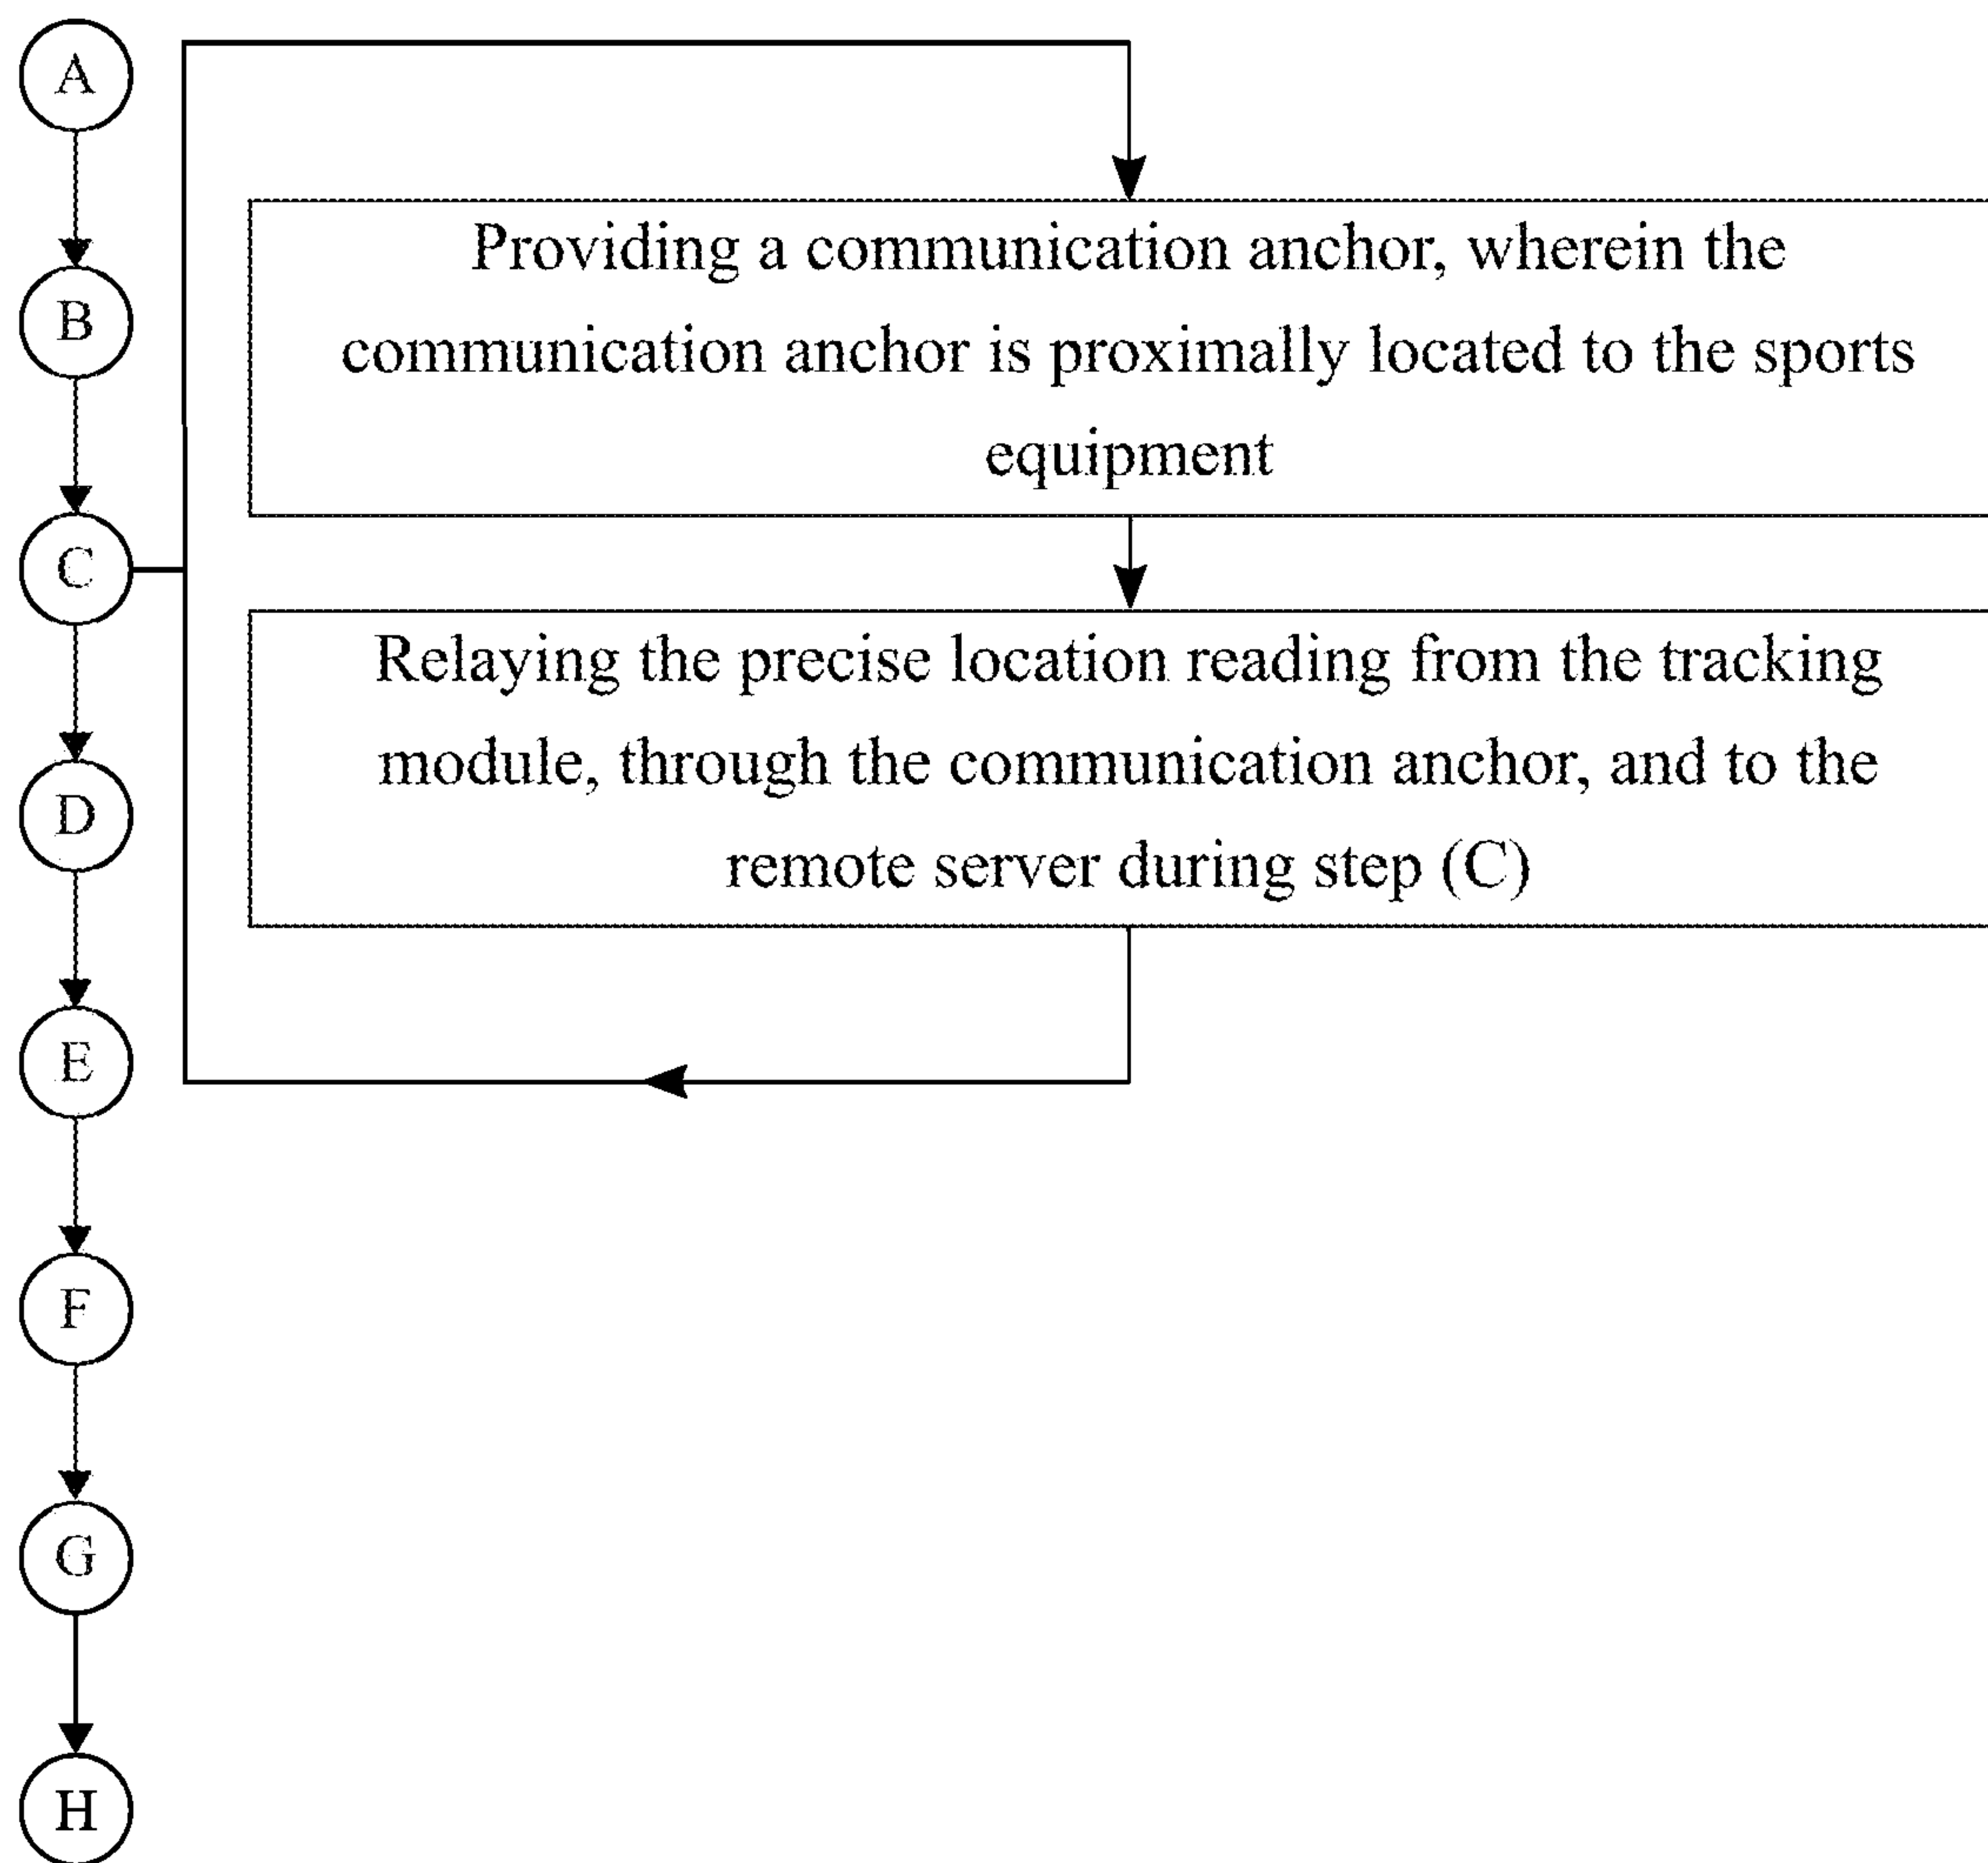 A
B
C
D
E
F
G
H
Providing a communication anchor, wherein the
communication anchor is proximally located to the sports
equipment
Relaying the precise location reading from the tracking
module, through the communication anchor, and to the
remote server during step (C)